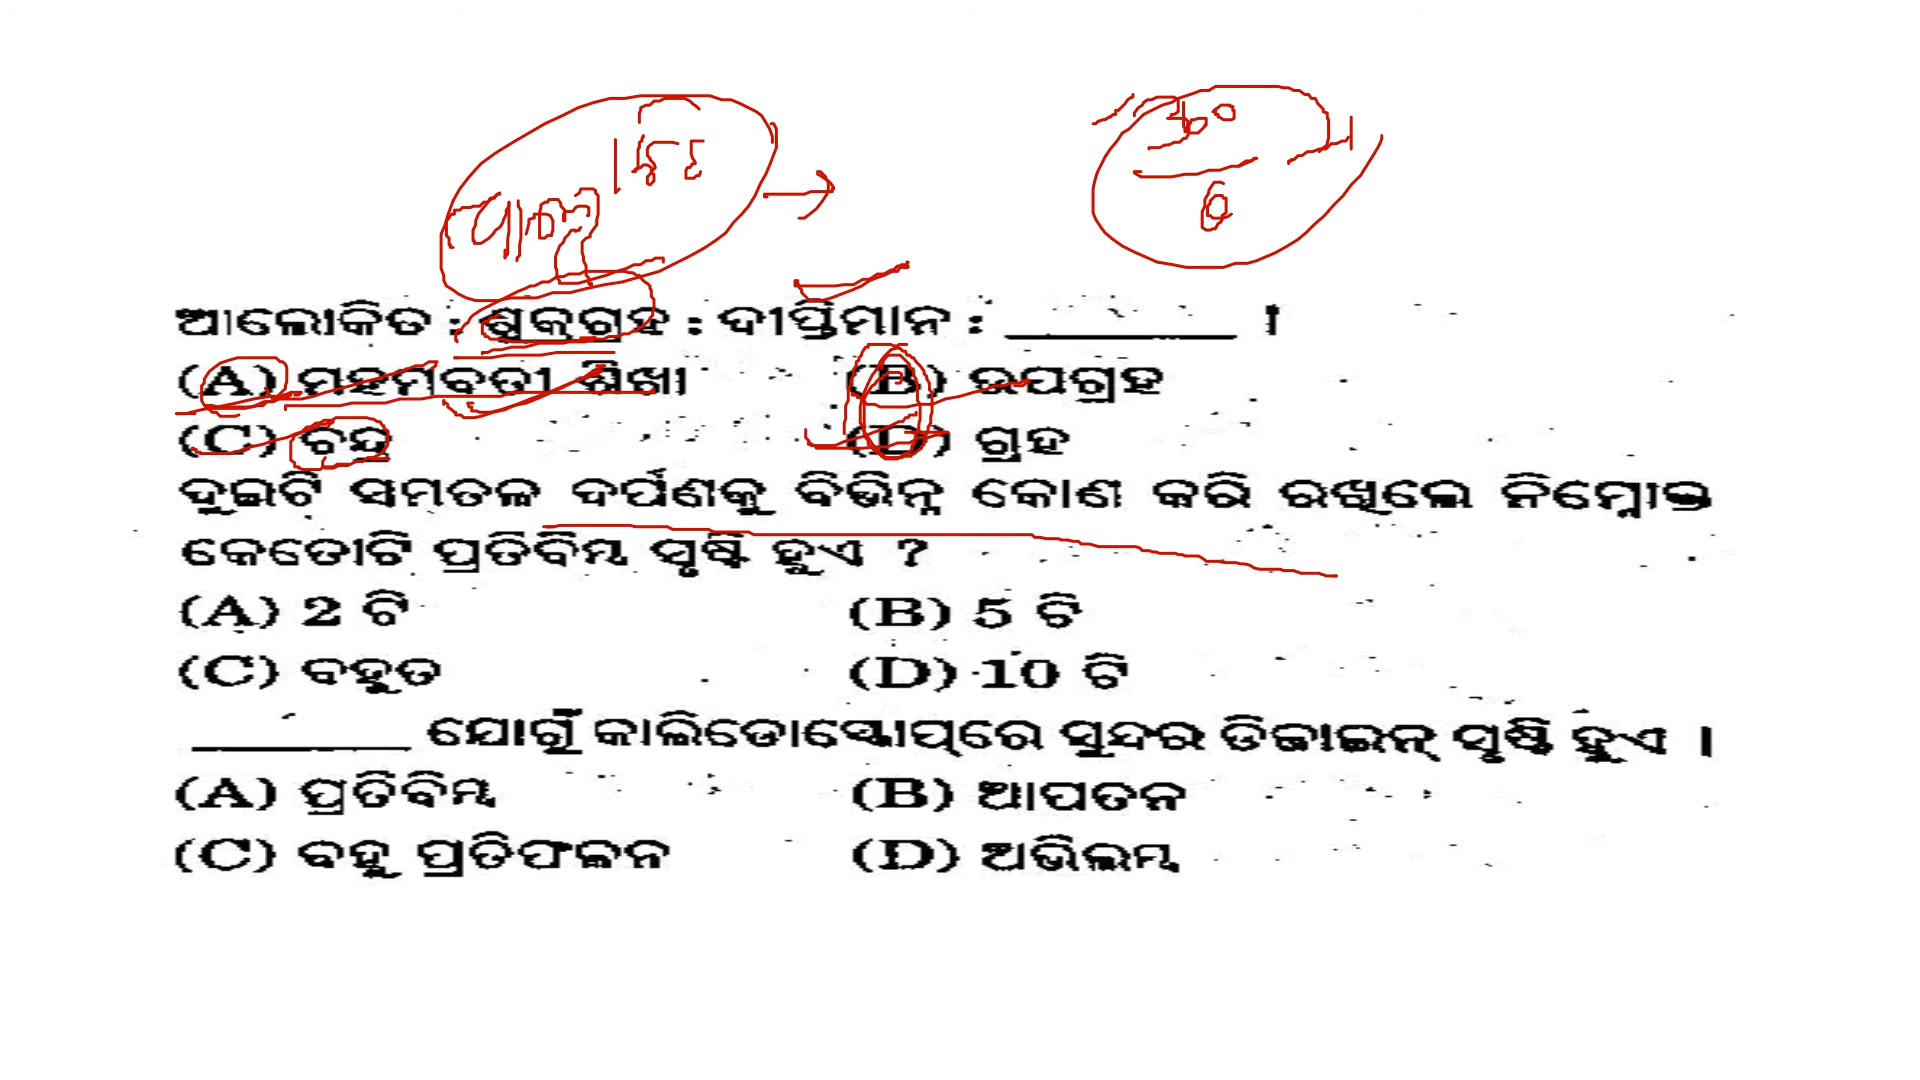 ଆଲୋକିତ : ଶୁକ୍ରଗ୍ରହ : ଦୀପ୍ତିମାନ : ________ ।
(A) ମହମବତୀ ଶିଖା (B) ଉପଗ୍ରହ
(C) ଚନ୍ଦ୍ର (D) ଗ୍ରହ
ଦୁଇଟି ସମତଳ ଦର୍ପଣକୁ ବିଭିନ୍ନ କୋଣ କରି ରଖିଲେ ନିମ୍ନୋକ୍ତ
କେତୋଟି ପ୍ରତିବିମ୍ବ ସୃଷ୍ଟି ହୁଏ ?
(A) 2 ଟି (B) 5 ଟି
(C) ବହୁତ (D) 10 ଟି
________ ଯୋଗୁଁ କାଲିଡୋସ୍କୋପ୍‌ରେ ସୁନ୍ଦର ଡିଜାଇନ୍ ସୃଷ୍ଟି ହୁଏ ।
(A) ପ୍ରତିବିମ୍ବ (B) ଆପତନ
(C) ବହୁ ପ୍ରତିଫଳନ (D) ଅଭିଲମ୍ବ